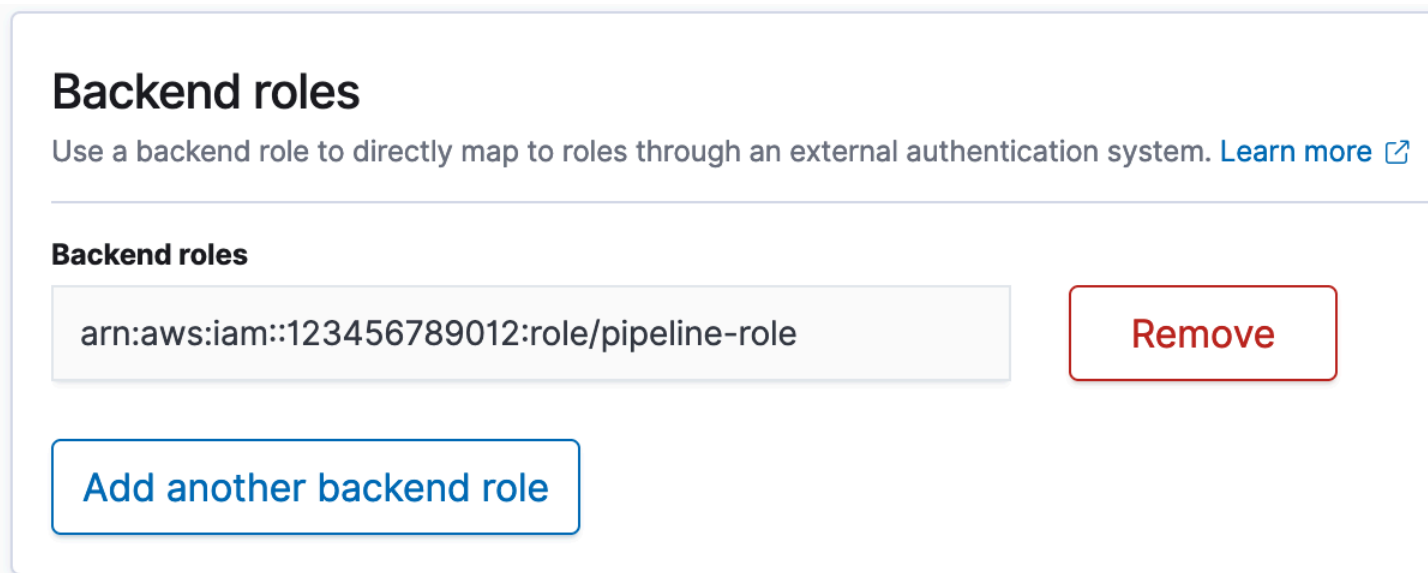 Backend roles
Use a backend role to directly map to roles through an external authentication system. Learn more
Backend roles
arn:aws:iam::123456789012:role/pipeline-role
Remove
Add another backend role